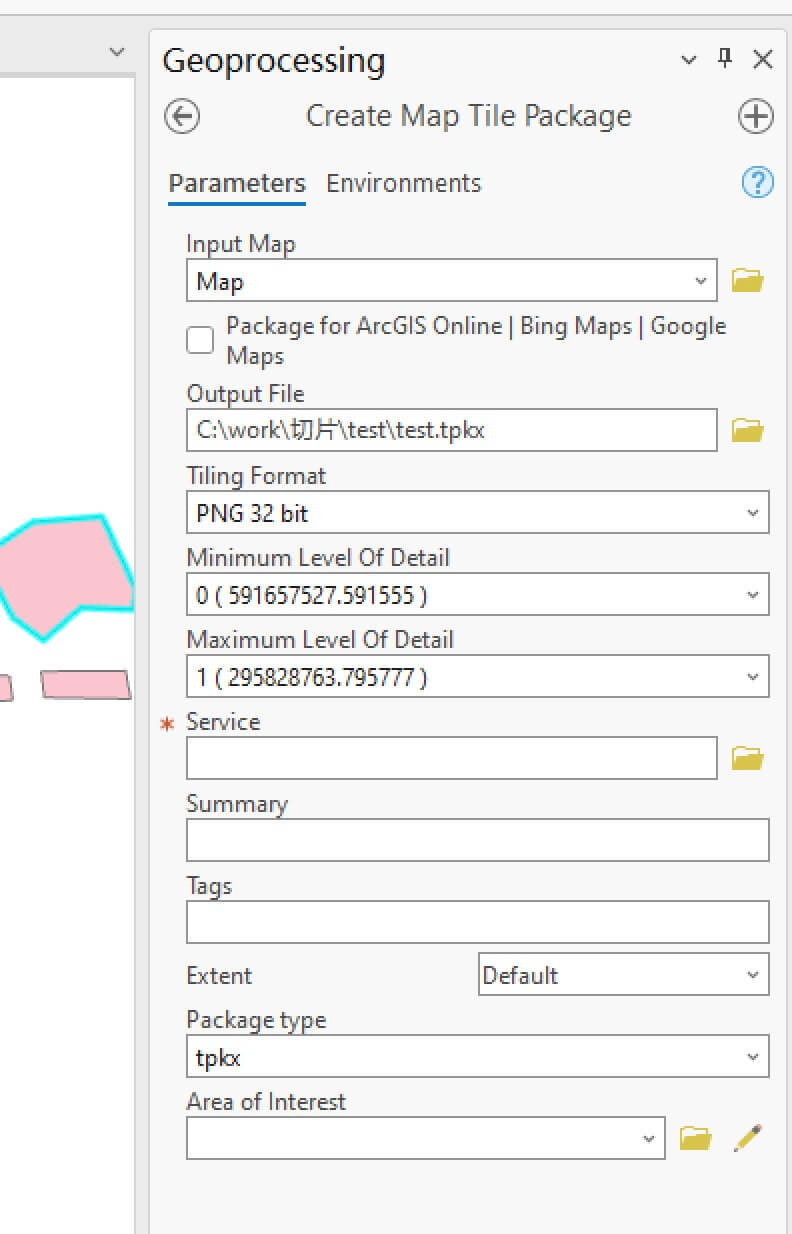 Geoprocessing
Create Map Tile Package
Parameters Environments
Input Map
Map
Package for ArcGIS Online | Bing Maps | Google
Maps
Output File
C:\work\切片\test\test.tpkx
Tiling Format
PNG 32 bit
Minimum Level Of Detail
0 ( 591657527.591555 )
Maximum Level Of Detail
1 ( 295828763.795777 )
* Service
Summary
Tags
Extent Default
Package type
tpkx
Area of Interest